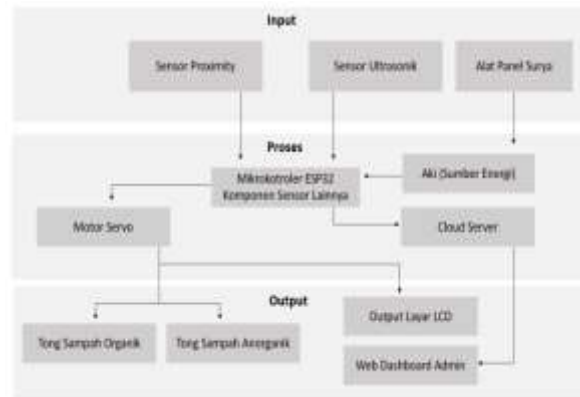 Input
Sensor Proximity
Sensor Ultrosonik
Alat Panel Surya
Proses
Mikrokotroler ESP32
Komponen Sensor Lainnya
Aki (Sumber Energi)
Motor Servo
Cloud Server
Output
Output Layar LCD
Tong Sampah Organik
Tong Sampah Anorganik
Web Dashboard Admin